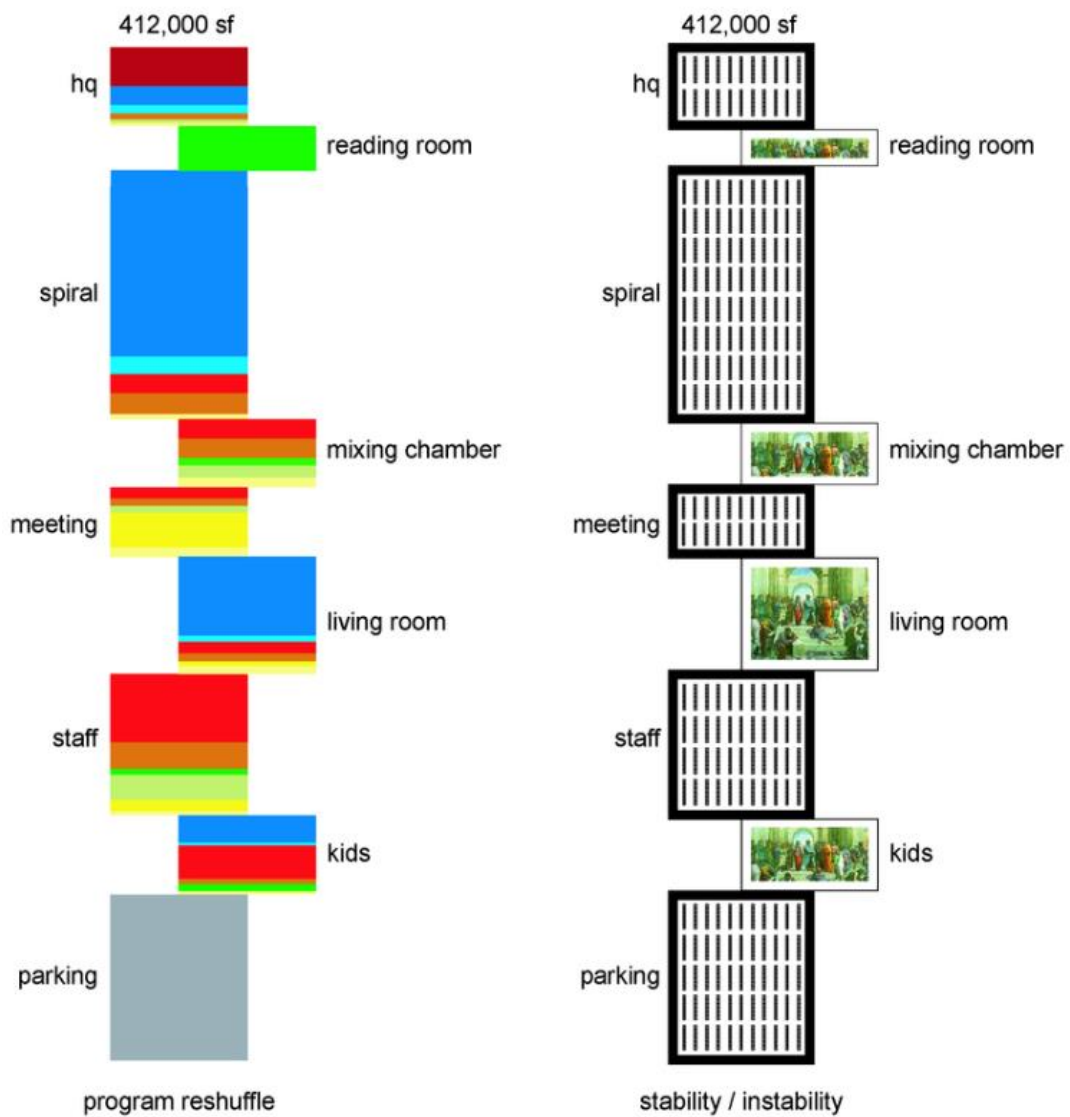 412,000 sf
hq
reading room
spiral
mixing chamber
meeting
living room
staff
kids
parking
program reshuffle
412,000 sf
hq
reading room
spiral
mixing chamber
meeting
living room
staff
kids
parking
stability / instability